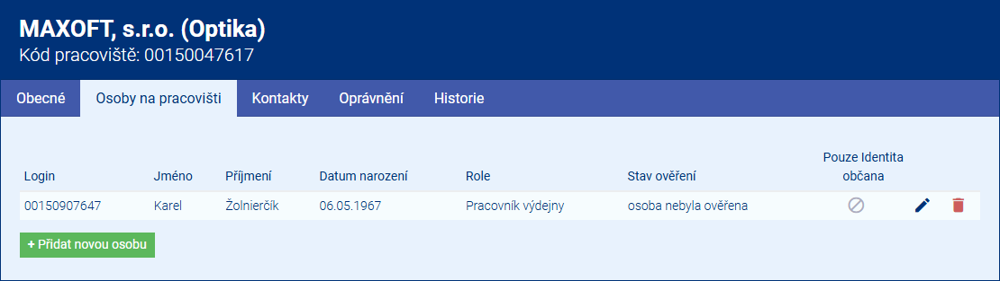 MAXOFT, s.r.o. (Optika)
Kód pracoviště: 00150047617
Obecné Osoby na pracovišti Kontakty Oprávnění Historie
Login Jméno Příjmení Datum narození Role Stav ověření Pouze Identita občana
00150907647 Karel Žolnierčík 06.05.1967 Pracovník výdejny osoba nebyla ověřena
+ Přidat novou osobu